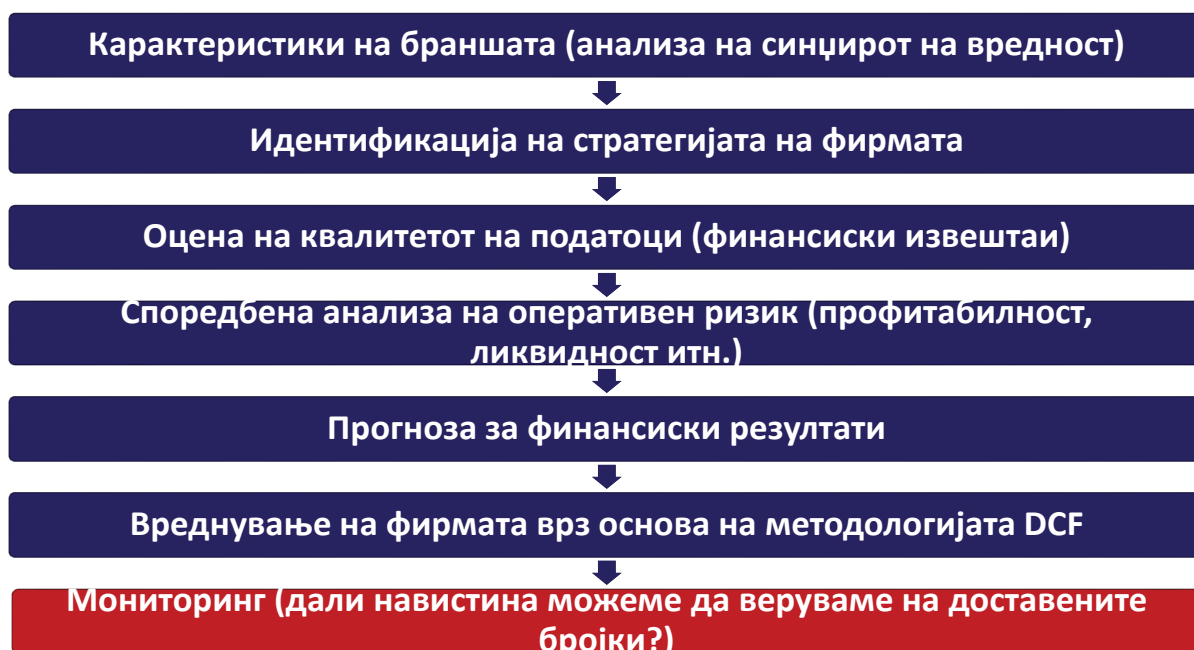 Карактеристики на браншата (анализа на синџирот на вредност)
Идентификација на стратегијата на фирмата
Оцена на квалитетот на податоци (финансиски извештаи)
Споредбена анализа на оперативен ризик (профитабилност,
ликвидност итн.)
Прогноза за финансиски резултати
Вреднување на фирмата врз основа на методологијата DCF
Мониторинг (дали навистина можеме да веруваме на доставените
бројки?)